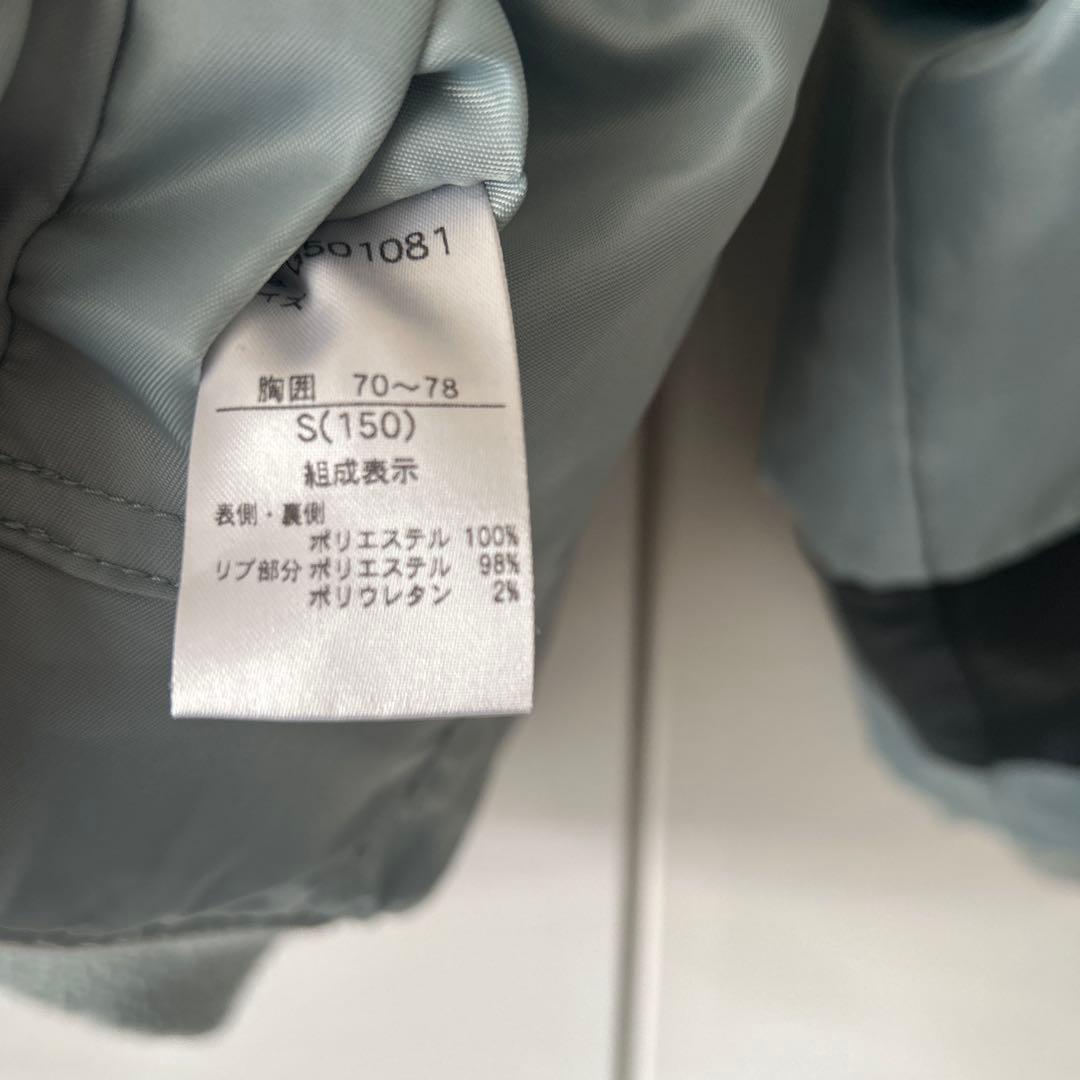 501081
イズ
胸囲 70～78
S(150)
組成表示
表側・裏側
ポリエステル 100%
リブ部分 ポリエステル 98%
ポリウレタン 2%